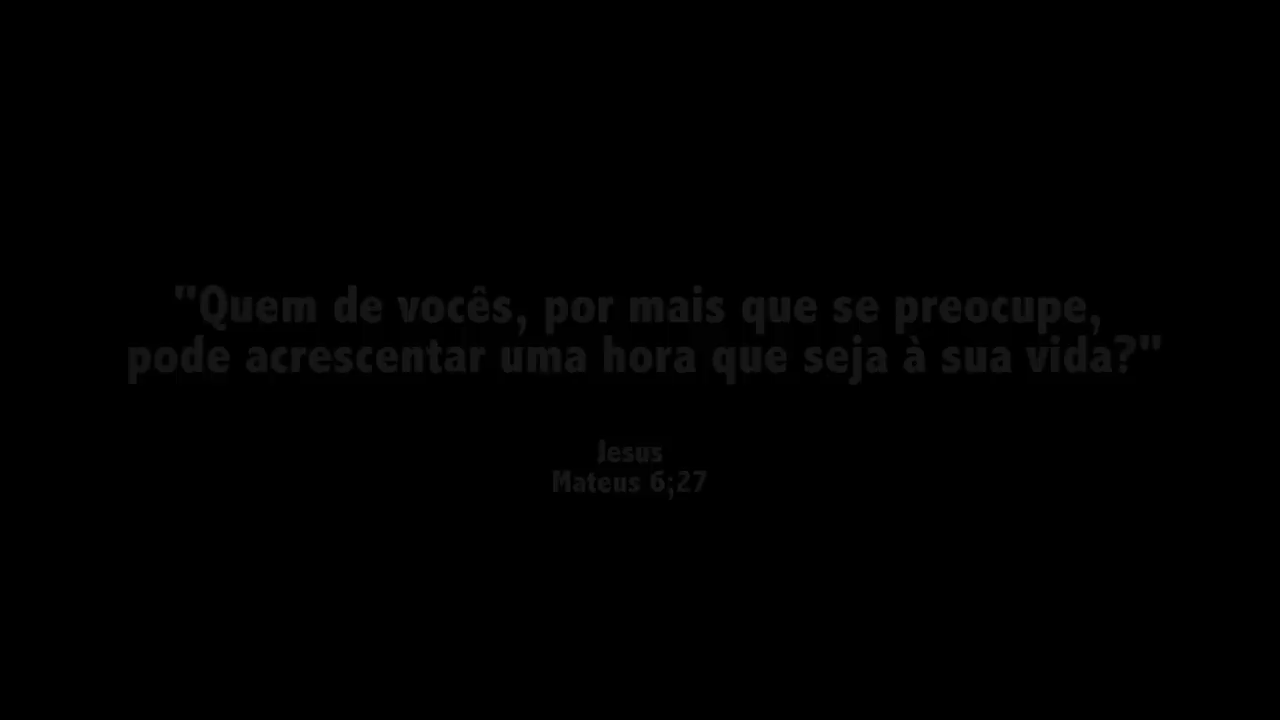 "Quem de vocês, por mais que se preocupe,
pode acrescentar uma hora que seja à sua vida?"
Jesus
Mateus 6;27